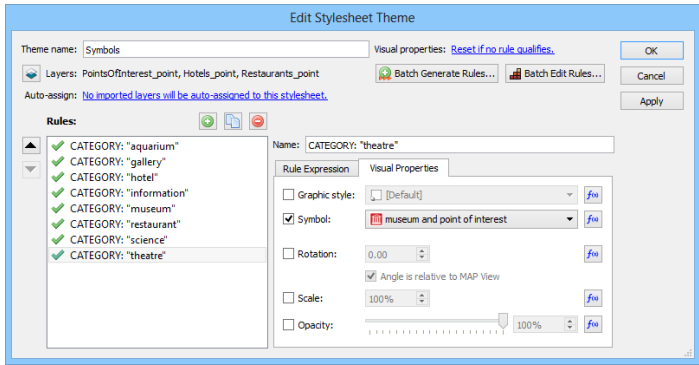 Edit Stylesheet Theme
Theme name: Symbols
Visual properties: Reset if no rule qualifies.
OK
Layers: PointsOfInterest_point, Hotels_point, Restaurants_point
Batch Generate Rules...
Batch Edit Rules...
Cancel
Auto-assign: No imported layers will be auto-assigned to this stylesheet.
Apply
Rules:
CATEGORY: "aquarium"
CATEGORY: "gallery"
CATEGORY: "hotel"
CATEGORY: "information"
CATEGORY: "museum"
CATEGORY: "restaurant"
CATEGORY: "science"
CATEGORY: "theatre"
Name: CATEGORY: "theatre"
Rule Expression
Visual Properties
Graphic style: [Default] f(x)
Symbol: museum and point of interest f(x)
Rotation: 0.00 f(x)
Angle is relative to MAP View
Scale: 100% f(x)
Opacity: 100% f(x)